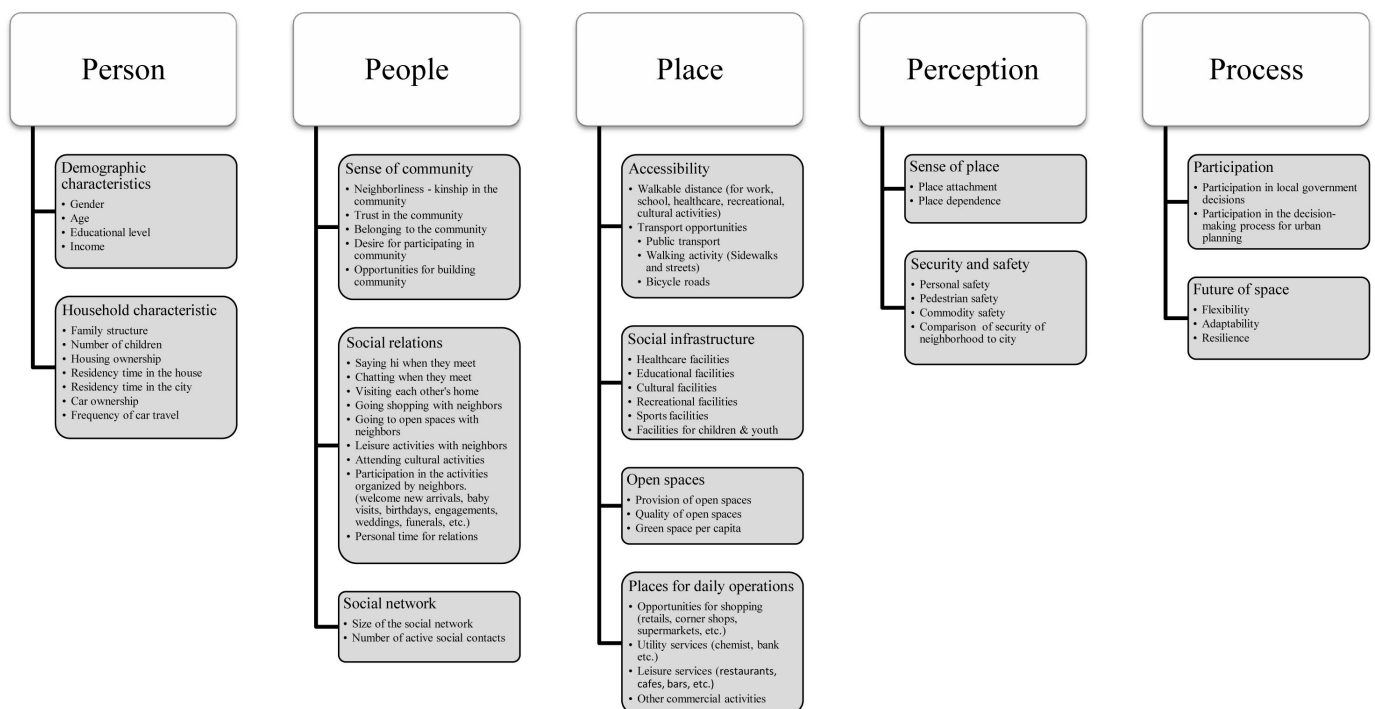 Person
Demographic
characteristics
• Gender
• Age
• Educational level
• Income
Household characteristic
• Family structure
• Number of children
• Housing ownership
• Residency time in the house
• Residency time in the city
• Car ownership
• Frequency of car travel
People
Sense of community
• Neighborliness - kinship in the
community
• Trust in the community
• Belonging to the community
• Desire for participating in
community
• Opportunities for building
community
Social relations
• Saying hi when they meet
• Chatting when they meet
• Visiting each other's home
• Going shopping with neighbors
• Going to open spaces with
neighbors
• Leisure activities with neighbors
• Attending cultural activities
• Participation in the activities
organized by neighbors.
(welcome new arrivals, baby
visits, birthdays, engagements,
weddings, funerals, etc.)
• Personal time for relations
Social network
• Size of the social network
• Number of active social contacts
Place
Accessibility
• Walkable distance (for work,
school, healthcare, recreational,
cultural activities)
• Transport opportunities
• Public transport
• Walking activity (Sidewalks
and streets)
• Bicycle roads
Social infrastructure
• Healthcare facilities
• Educational facilities
• Cultural facilities
• Recreational facilities
• Sports facilities
• Facilities for children & youth
Open spaces
• Provision of open spaces
• Quality of open spaces
• Green space per capita
Places for daily operations
• Opportunities for shopping
(retails, corner shops,
supermarkets, etc.)
• Utility services (chemist, bank
etc.)
• Leisure services (restaurants,
cafes, bars, etc.)
• Other commercial activities
Perception
Sense of place
• Place attachment
• Place dependence
Security and safety
• Personal safety
• Pedestrian safety
• Commodity safety
• Comparison of security of
neighborhood to city
Process
Participation
• Participation in local government
decisions
• Participation in the decision-
making process for urban
planning
Future of space
• Flexibility
• Adaptability
• Resilience